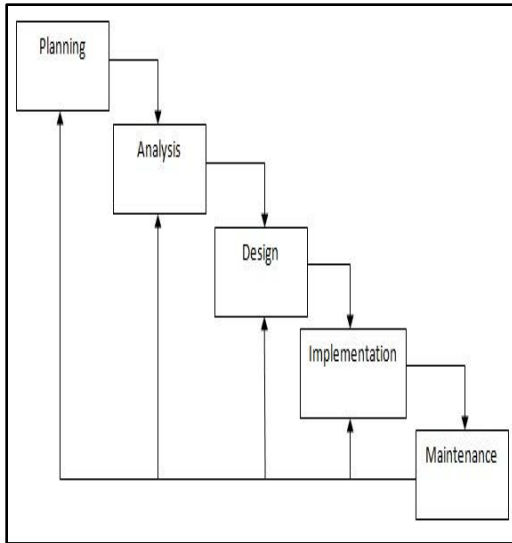 Planning
Analysis
Design
Implementation
Maintenance